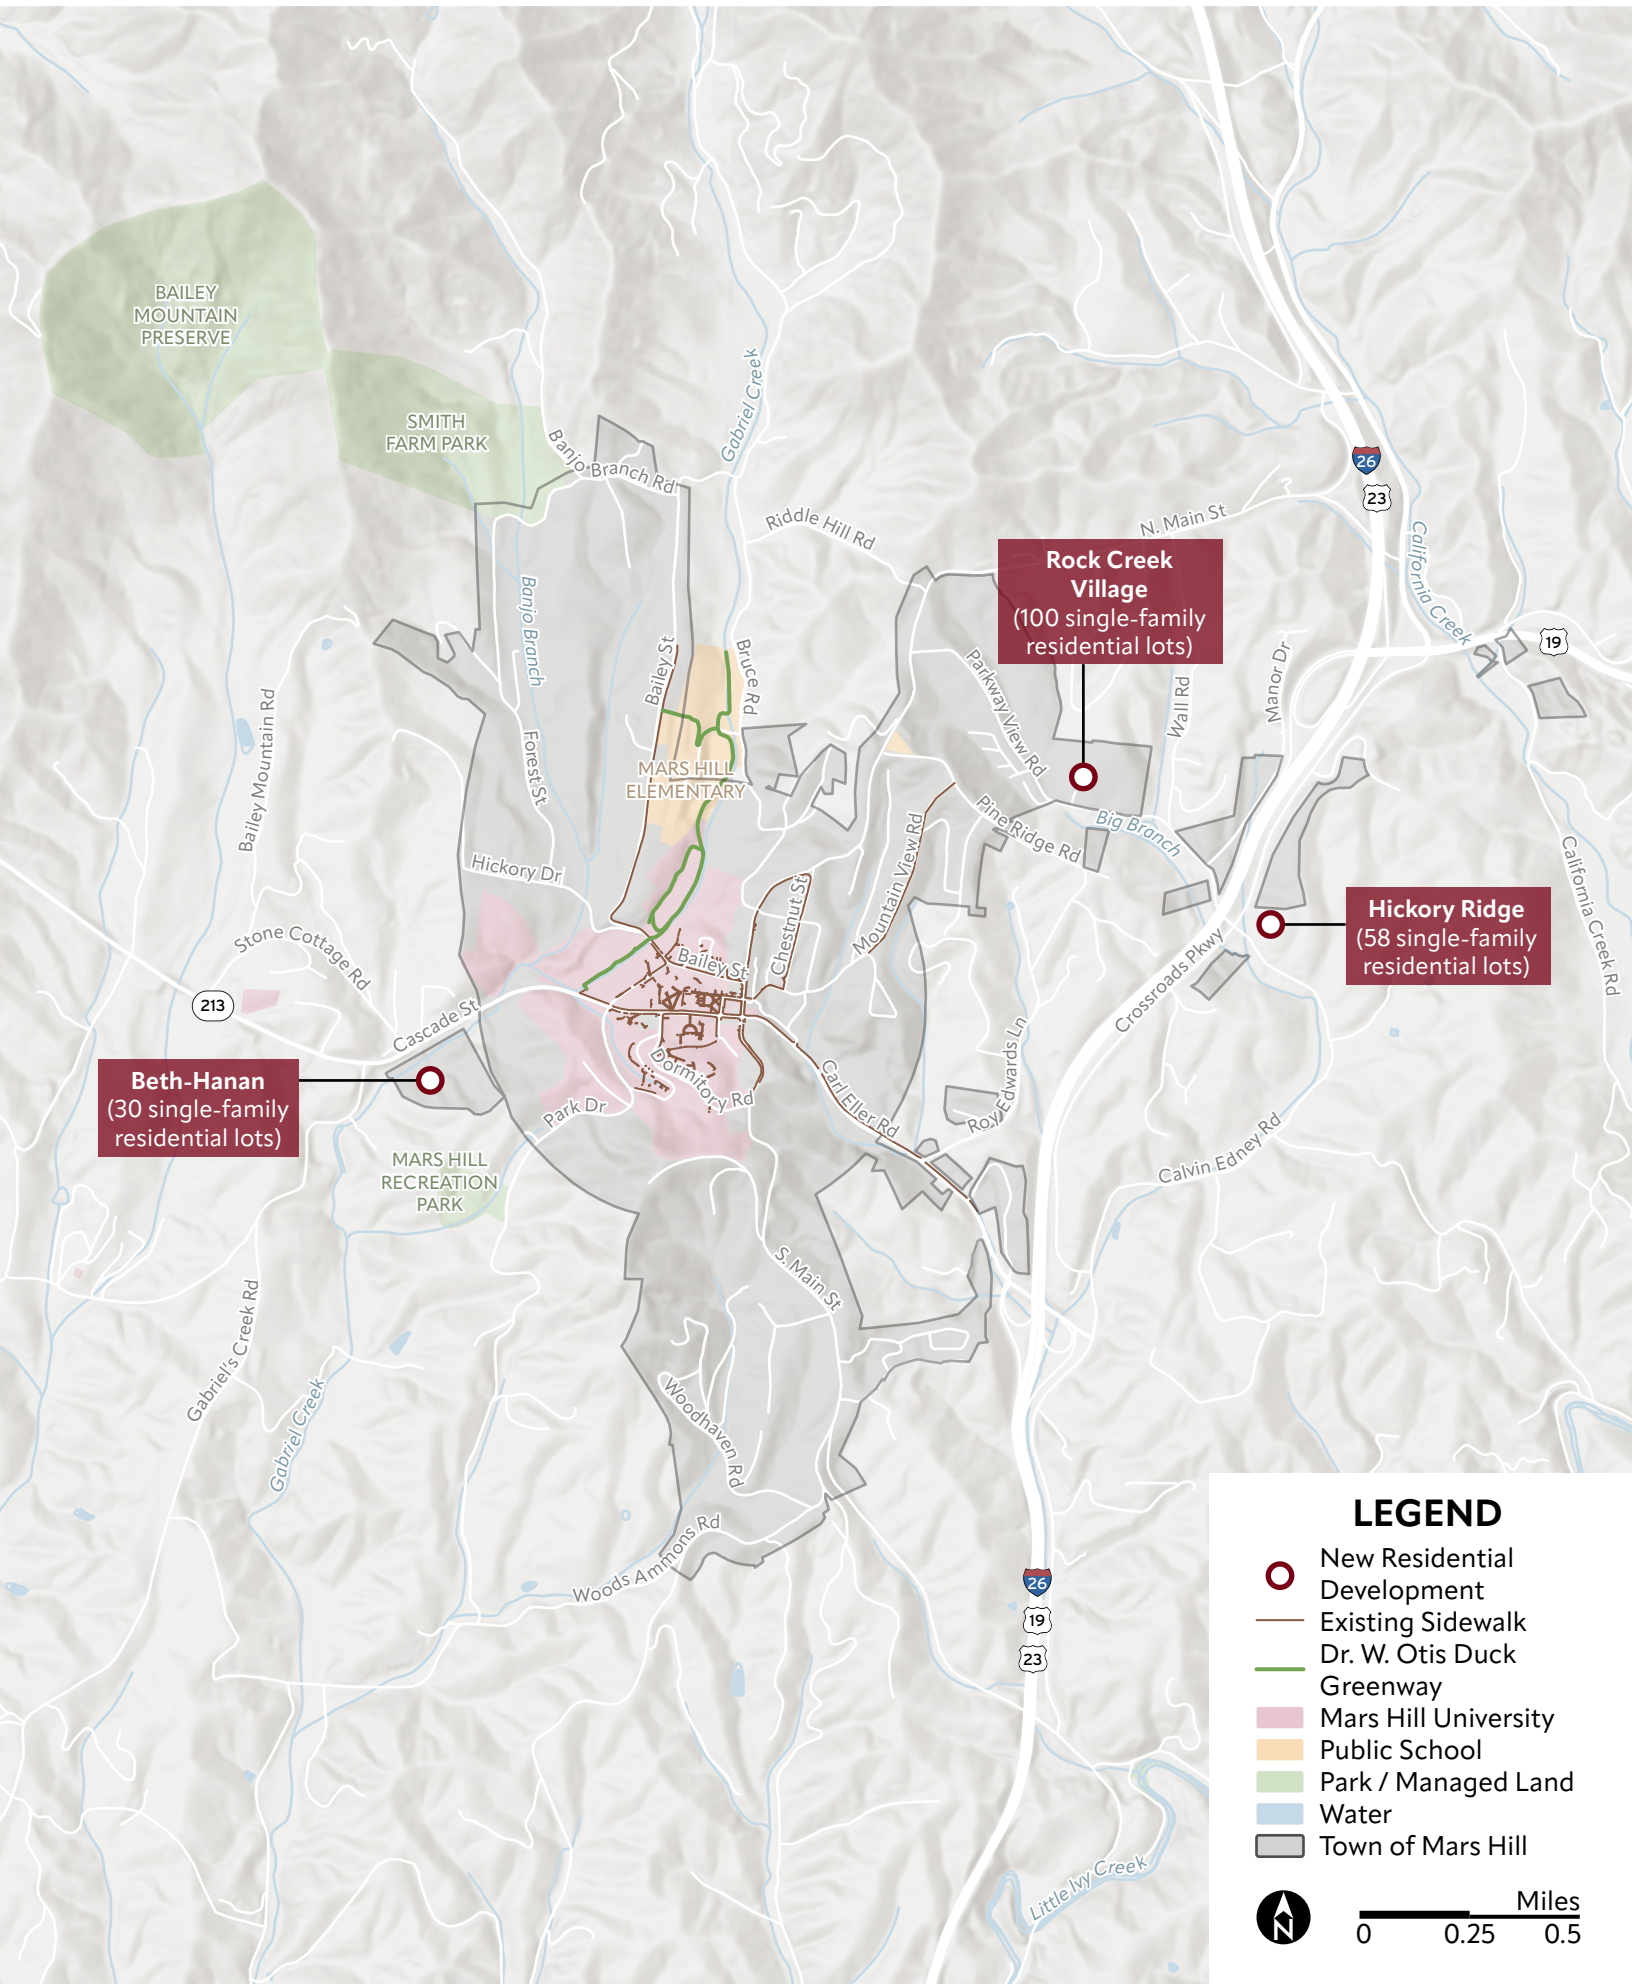 BAILEY
MOUNTAIN
PRESERVE
SMITH
FARM PARK
Banjo Branch Rd
Gabriel Creek
Riddle Hill Rd
N. Main St
26
23
California Creek
19
Rock Creek
Village
(100 single-family
residential lots)
Banjo Branch
Bailey St
Bruce Rd
Parkway View Rd
Wall Rd
Manor Dr
Bailey Mountain Rd
Forest St
MARS HILL
ELEMENTARY
Pine Ridge Rd
Big Branch
Mountain View Rd
Hickory Dr
Chestnut St
California Creek Rd
Hickory Ridge
(58 single-family
residential lots)
Stone Cottage Rd
Bailey St
Crossroads Pkwy
213
Cascade St
Beth-Hanan
(30 single-family
residential lots)
Dormitory Rd
Park Dr
Carl Eller Rd
Roy Edwards Ln
Calvin Edney Rd
MARS HILL
RECREATION
PARK
S. Main St
Gabriel's Creek Rd
Gabriel Creek
Woodhaven Rd
Woods Ammons Rd
26
19
23
Little Ivy Creek
LEGEND
New Residential
Development
Existing Sidewalk
Dr. W. Otis Duck
Greenway
Mars Hill University
Public School
Park / Managed Land
Water
Town of Mars Hill
N
Miles
0 0.25 0.5